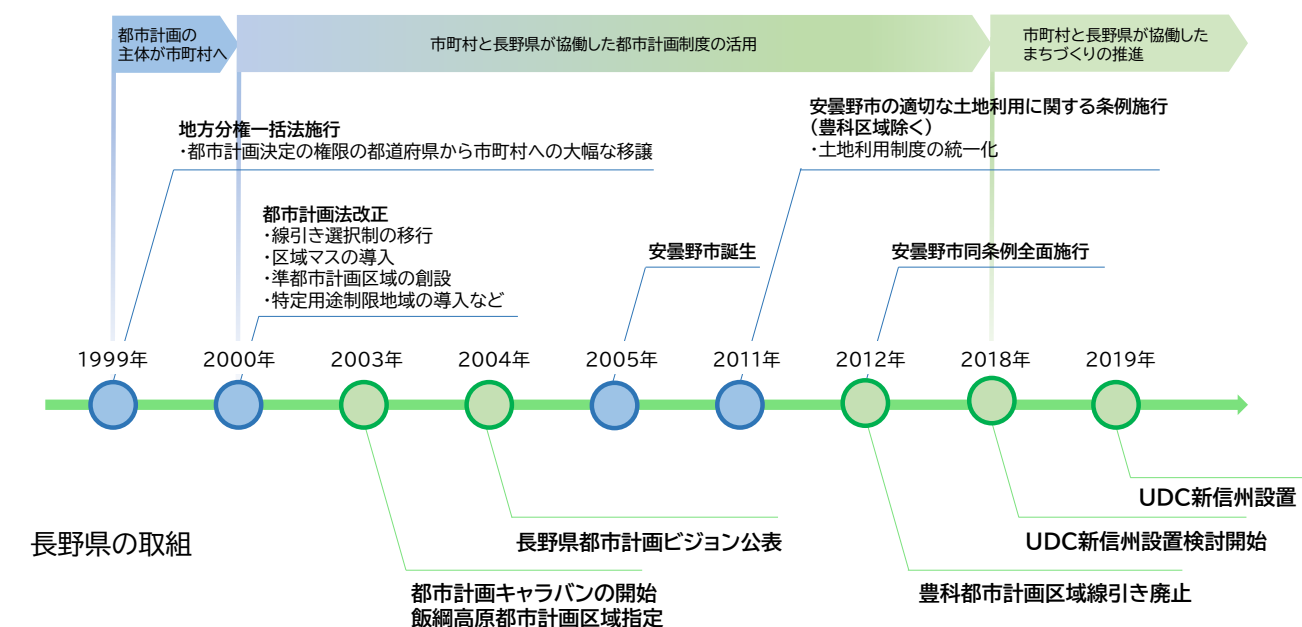 都市計画の
主体が市町村へ
市町村と長野県が協働した都市計画制度の活用
市町村と長野県が協働した
まちづくりの推進
安曇野市の適切な土地利用に関する条例施行
(豊科区域除く)
・土地利用制度の統一化
地方分権一括法施行
・都市計画決定の権限の都道府県から市町村への大幅な移譲
都市計画法改正
・線引き選択制の移行
・区域マスの導入
・準都市計画区域の創設
・特定用途制限地域の導入など
安曇野市誕生
安曇野市同条例全面施行
1999年
2000年
2003年
2004年
2005年
2011年
2012年
2018年
2019年
UDC新信州設置
長野県の取組
長野県都市計画ビジョン公表
UDC新信州設置検討開始
都市計画キャラバンの開始
飯綱高原都市計画区域指定
豊科都市計画区域線引き廃止